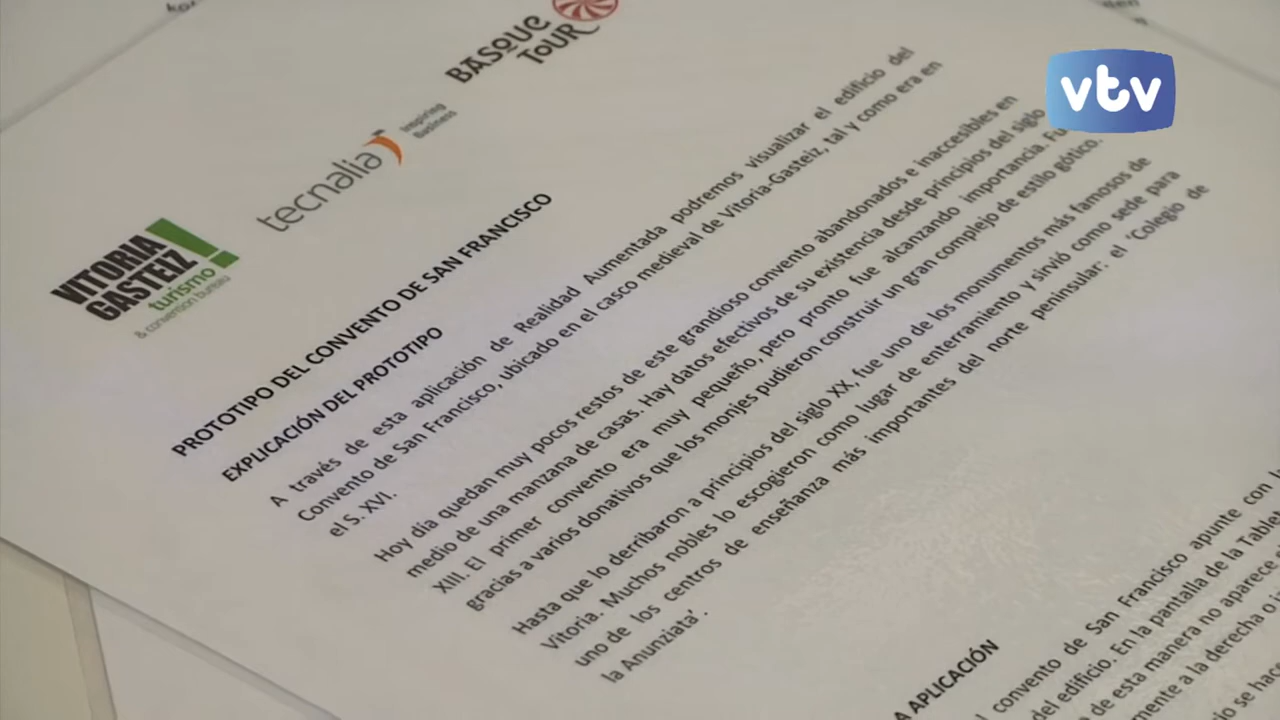 BASQUE
TOUR
vtv
tecnalia
Inspiring
Business
VITORIA
GASTEIZ
turismo
& convention bureau
PROTOTIPO DEL CONVENTO DE SAN FRANCISCO
EXPLICACIÓN DEL PROTOTIPO
A través de esta aplicación de Realidad Aumentada podremos visualizar el edificio del
Convento de San Francisco, ubicado en el casco medieval de Vitoria-Gasteiz, tal y como era en
el S. XVI.
Hoy día quedan muy pocos restos de este grandioso convento abandonados e inaccesibles en
medio de una manzana de casas. Hay datos efectivos de su existencia desde principios del siglo
XIII. El primer convento era muy pequeño, pero pronto fue alcanzando importancia. Fu
gracias a varios donativos que los monjes pudieron construir un gran complejo de estilo gótico.
Hasta que lo derribaron a principios del siglo XX, fue uno de los monumentos más famosos de
Vitoria. Muchos nobles lo escogieron como lugar de enterramiento y sirvió como sede para
uno de los centros de enseñanza más importantes del norte peninsular: el 'Colegio de
la Anunziata'.
A APLICACIÓN
convento de San Francisco apunte con
del edificio. En la pantalla de la Table
de esta manera no aparece
mente a la derecha o
se hac